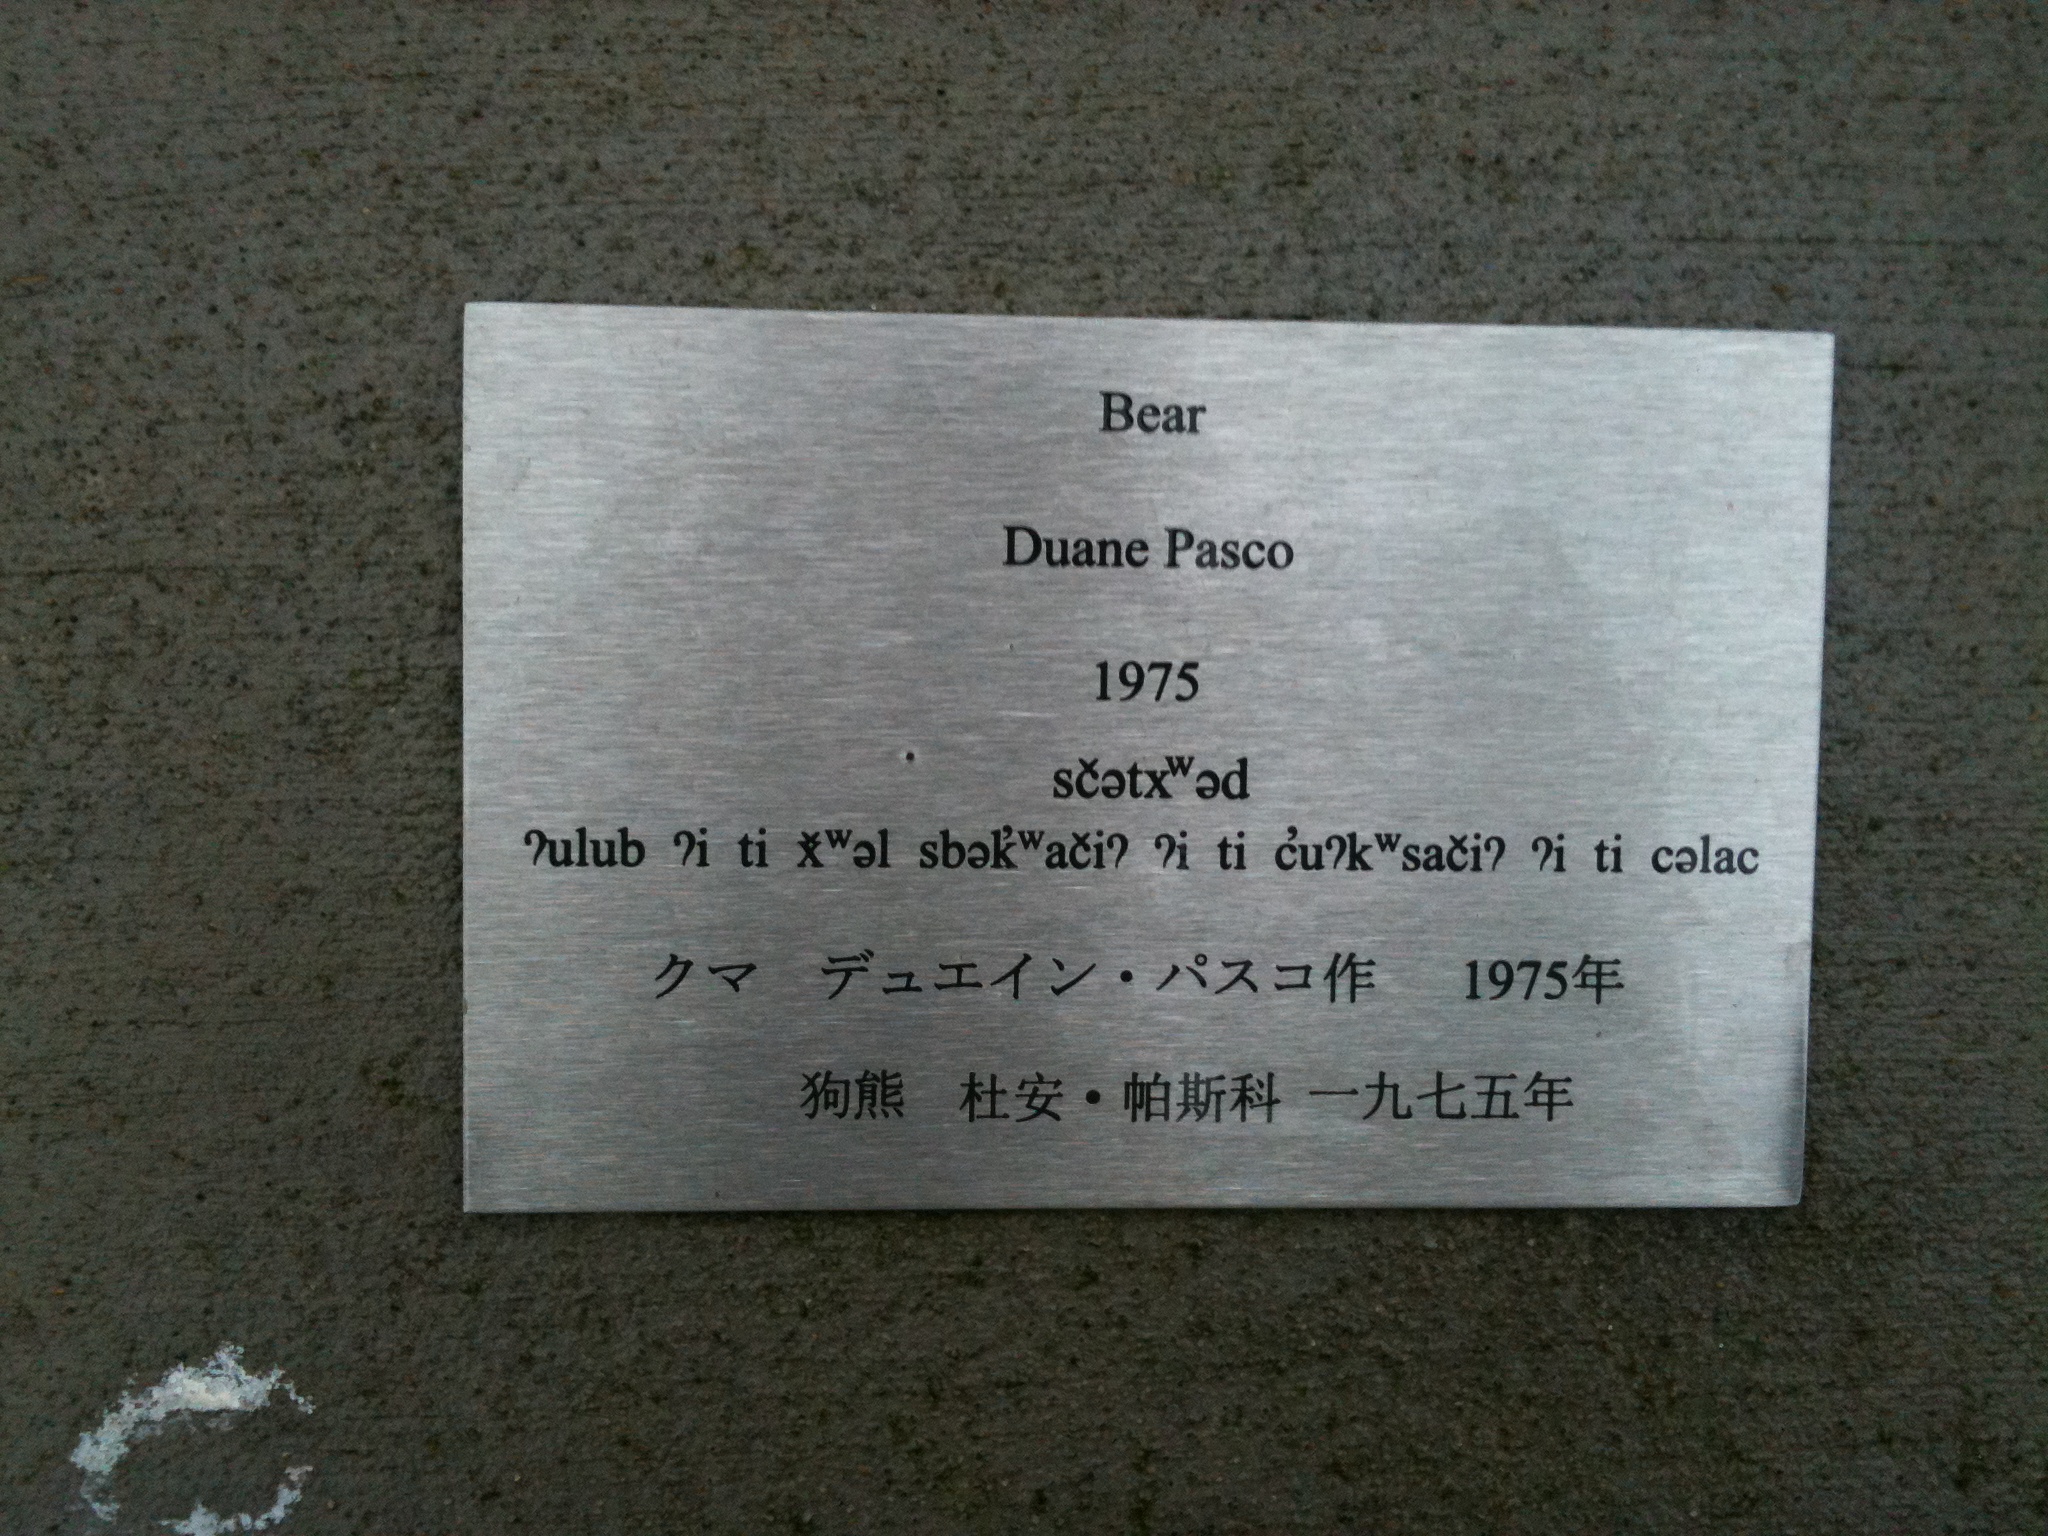 Bear
Duane Pasco
1975
sčətxʷəd
ʔulub ʔi ti x̌ʷəl sbək̓ʷačiʔ ʔi ti c̓uʔkʷsačiʔ ʔi ti cəlac
クマ デュエイン・パスコ作 1975年
狗熊 杜安・帕斯科 一九七五年